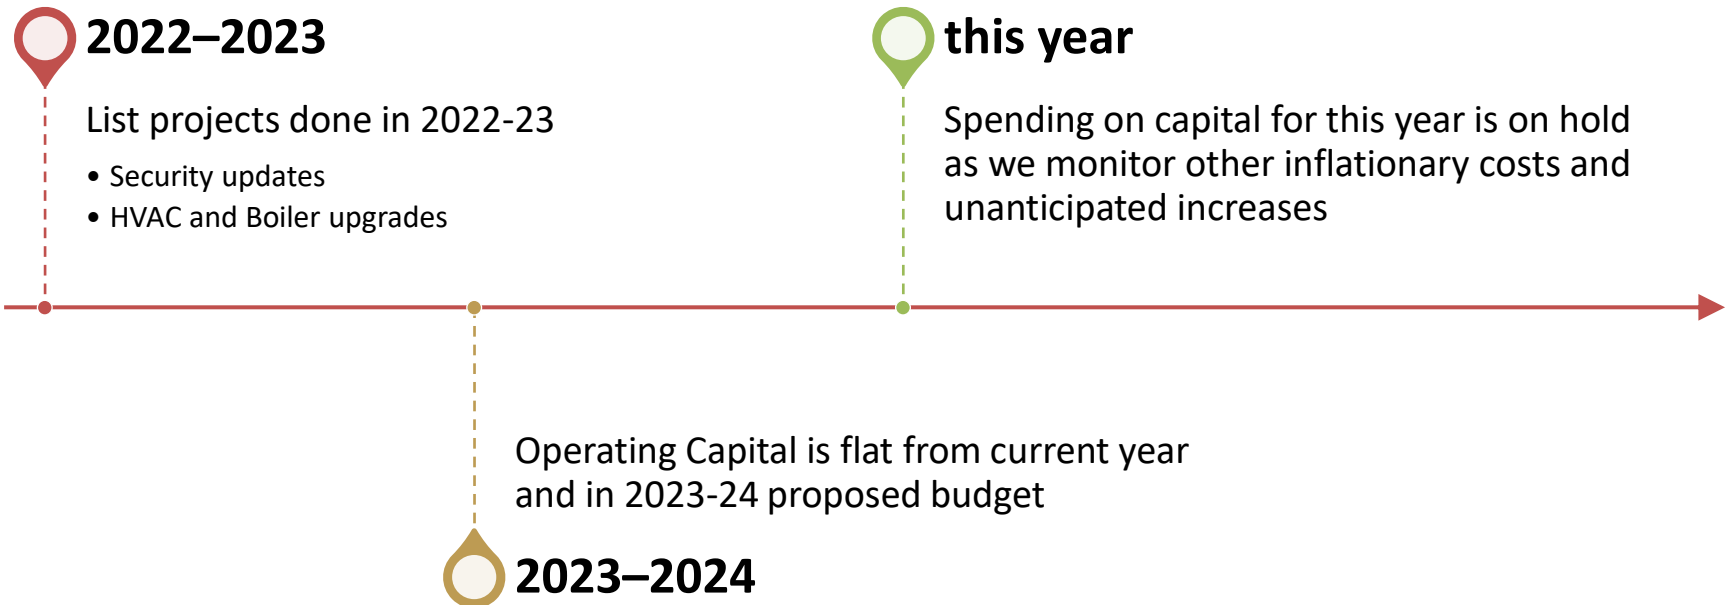 2022–2023
List projects done in 2022-23
• Security updates
• HVAC and Boiler upgrades
this year
Spending on capital for this year is on hold
as we monitor other inflationary costs and
unanticipated increases
Operating Capital is flat from current year
and in 2023-24 proposed budget
2023–2024